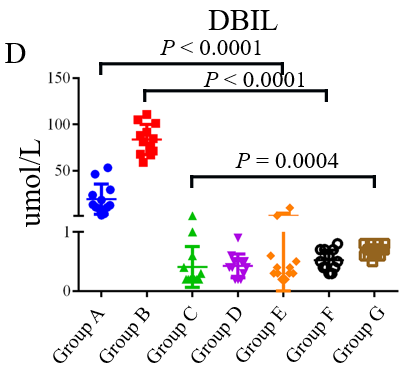 DBIL
D
P < 0.0001
P < 0.0001
P = 0.0004
umol/L
150
100
50
1
0
Group A
Group B
Group C
Group D
Group E
Group F
Group G